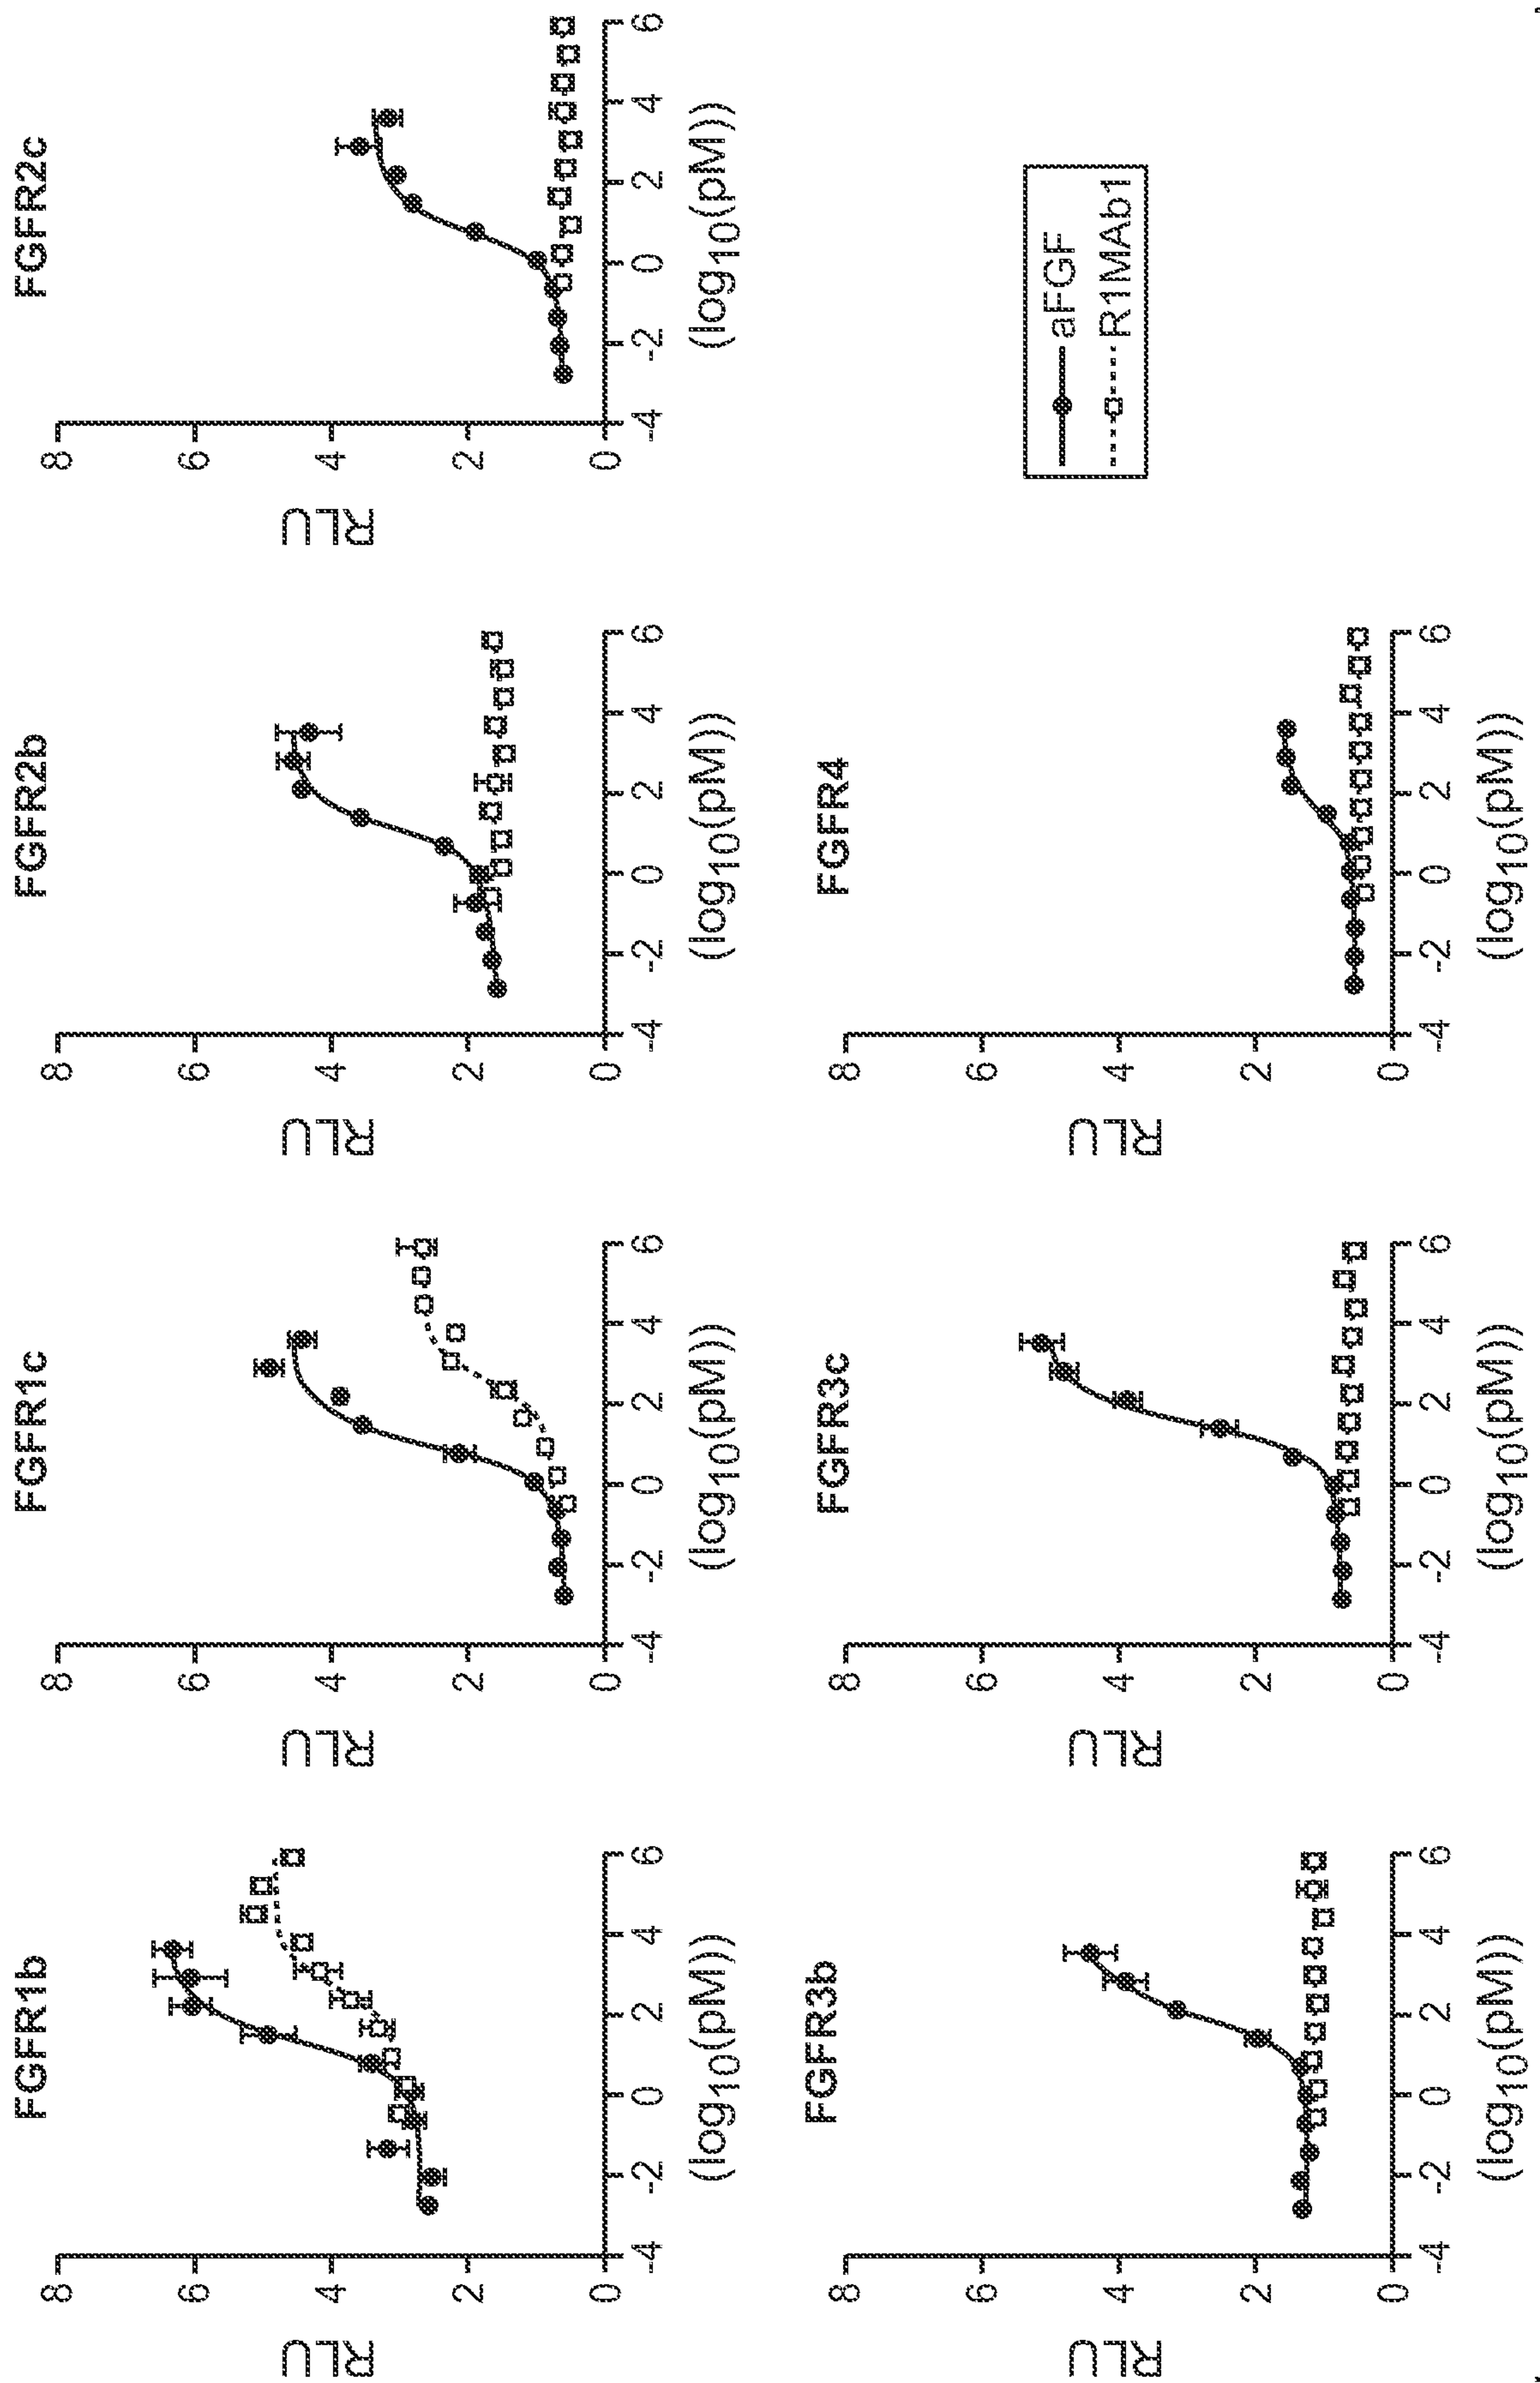 FGFR1b
RLU
8
6
4
2
0
-4 -2 0 2 4 6
(log10(pM))
FGFR1c
RLU
8
6
4
2
0
-4 -2 0 2 4 6
(log10(pM))
FGFR2b
RLU
8
6
4
2
0
-4 -2 0 2 4 6
(log10(pM))
FGFR2c
RLU
8
6
4
2
0
-4 -2 0 2 4 6
(log10(pM))
FGFR3b
RLU
8
6
4
2
0
-4 -2 0 2 4 6
(log10(pM))
FGFR3c
RLU
8
6
4
2
0
-4 -2 0 2 4 6
(log10(pM))
FGFR4
RLU
8
6
4
2
0
-4 -2 0 2 4 6
(log10(pM))
aFGF
R1MAb1